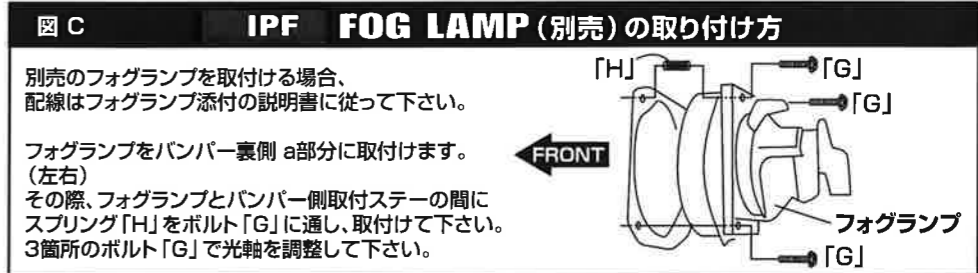 図 C IPF FOG LAMP (別売) の取り付け方
別売のフォグランプを取付ける場合、
配線はフォグランプ添付の説明書に従って下さい。
フォグランプをバンパー裏側 a部分に取付けます。
(左右)
その際、フォグランプとバンパー側取付ステーの間に
スプリング「H」をボルト「G」に通し、取付けて下さい。
3箇所のボルト「G」で光軸を調整して下さい。
FRONT
「H」
「G」
「G」
フォグランプ
「G」